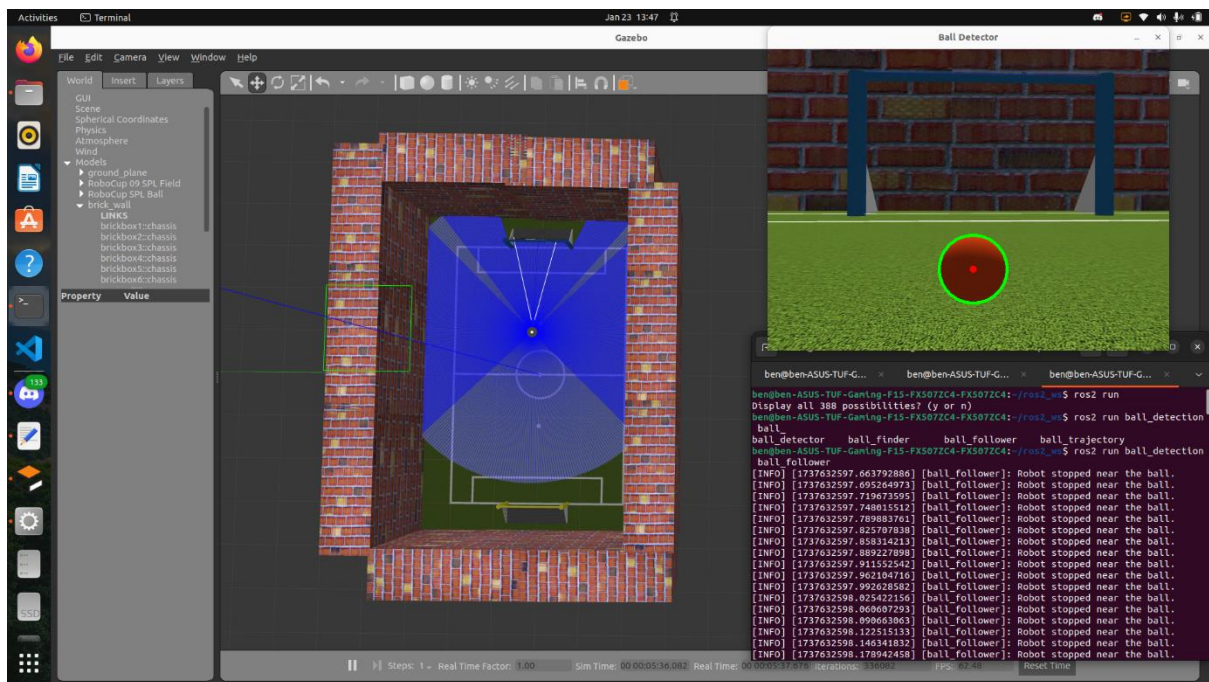 Activities
Terminal
Jan 23 13:47
Gazebo
Ball Detector
File Edit Camera View Window Help
World Insert Layers
GUI
Scene
Spherical Coordinates
Physics
Atmosphere
Wind
Models
ground_plane
RoboCup 09 SPL Field
RoboCup SPL Ball
brick_wall
LINKS
brickbox1::chassis
brickbox2::chassis
brickbox3::chassis
brickbox4::chassis
brickbox5::chassis
brickbox6::chassis
Property Value
133
SSD
ben@ben-ASUS-TUF-G... ben@ben-ASUS-TUF-G... ben@ben-ASUS-TUF-G...
ben@ben-ASUS-TUF-Gaming-F15-FX507ZC4-FX507ZC4:~/ros2_ws$ ros2 run
Display all 388 possibilities? (y or n)
ben@ben-ASUS-TUF-Gaming-F15-FX507ZC4-FX507ZC4:~/ros2_ws$ ros2 run ball_detection
ball_
ball_detector ball_finder ball_follower ball_trajectory
ben@ben-ASUS-TUF-Gaming-F15-FX507ZC4-FX507ZC4:~/ros2_ws$ ros2 run ball_detection
ball_follower
[INFO] [1737632597.663792886] [ball_follower]: Robot stopped near the ball.
[INFO] [1737632597.695264973] [ball_follower]: Robot stopped near the ball.
[INFO] [1737632597.719673595] [ball_follower]: Robot stopped near the ball.
[INFO] [1737632597.748015512] [ball_follower]: Robot stopped near the ball.
[INFO] [1737632597.789883761] [ball_follower]: Robot stopped near the ball.
[INFO] [1737632597.825707838] [ball_follower]: Robot stopped near the ball.
[INFO] [1737632597.858314213] [ball_follower]: Robot stopped near the ball.
[INFO] [1737632597.889227898] [ball_follower]: Robot stopped near the ball.
[INFO] [1737632597.911552542] [ball_follower]: Robot stopped near the ball.
[INFO] [1737632597.962104716] [ball_follower]: Robot stopped near the ball.
[INFO] [1737632597.992628582] [ball_follower]: Robot stopped near the ball.
[INFO] [1737632598.025422156] [ball_follower]: Robot stopped near the ball.
[INFO] [1737632598.060607293] [ball_follower]: Robot stopped near the ball.
[INFO] [1737632598.090663063] [ball_follower]: Robot stopped near the ball.
[INFO] [1737632598.122515133] [ball_follower]: Robot stopped near the ball.
[INFO] [1737632598.146341832] [ball_follower]: Robot stopped near the ball.
[INFO] [1737632598.178942458] [ball_follower]: Robot stopped near the ball.
Steps: 1 Real Time Factor: 1.00 Sim Time: 00 00:05:36.082 Real Time: 00 00:05:37.676 Iterations: 336082 FPS: 62.48 Reset Time